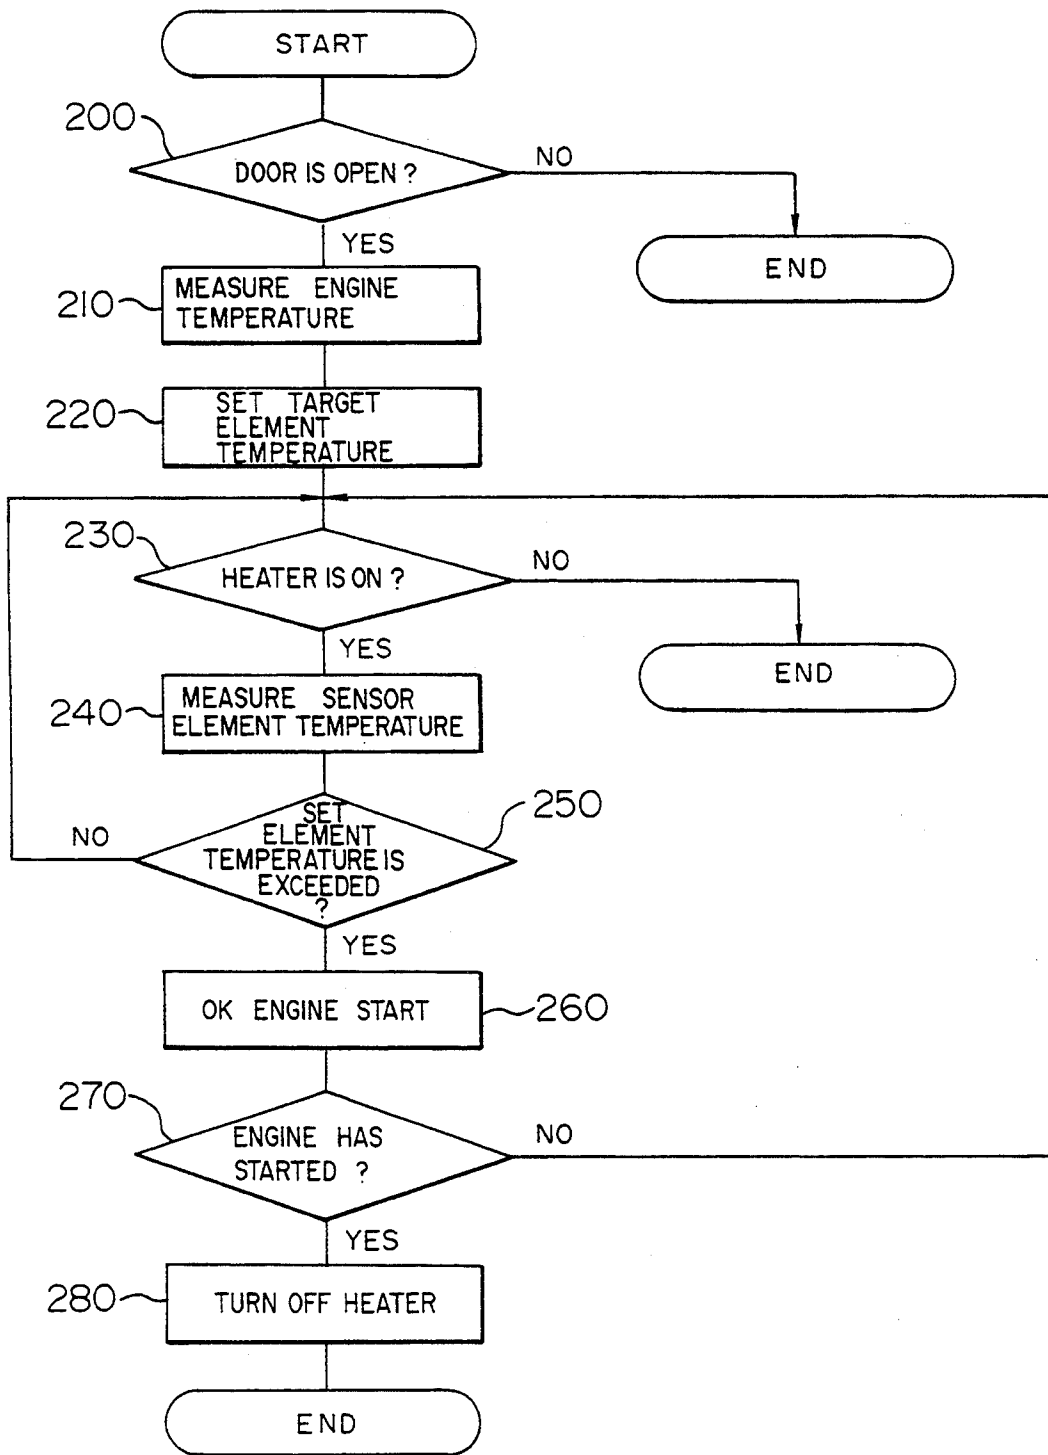 START
200
DOOR IS OPEN ?
NO
END
YES
210
MEASURE ENGINE
TEMPERATURE
220
SET TARGET
ELEMENT
TEMPERATURE
230
HEATER IS ON ?
NO
END
YES
240
MEASURE SENSOR
ELEMENT TEMPERATURE
250
SET
ELEMENT
TEMPERATURE IS
EXCEEDED
?
NO
YES
OK ENGINE START
260
270
ENGINE HAS
STARTED ?
NO
YES
280
TURN OFF HEATER
END